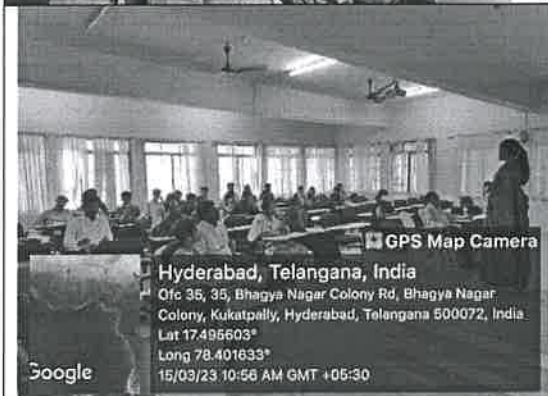 GPS Map Camera
Hyderabad, Telangana, India
Ofc 35, 35, Bhagya Nagar Colony Rd, Bhagya Nagar
Colony, Kukatpally, Hyderabad, Telangana 500072, India
Lat 17.495603°
Long 78.401633°
15/03/23 10:56 AM GMT +05:30
Google